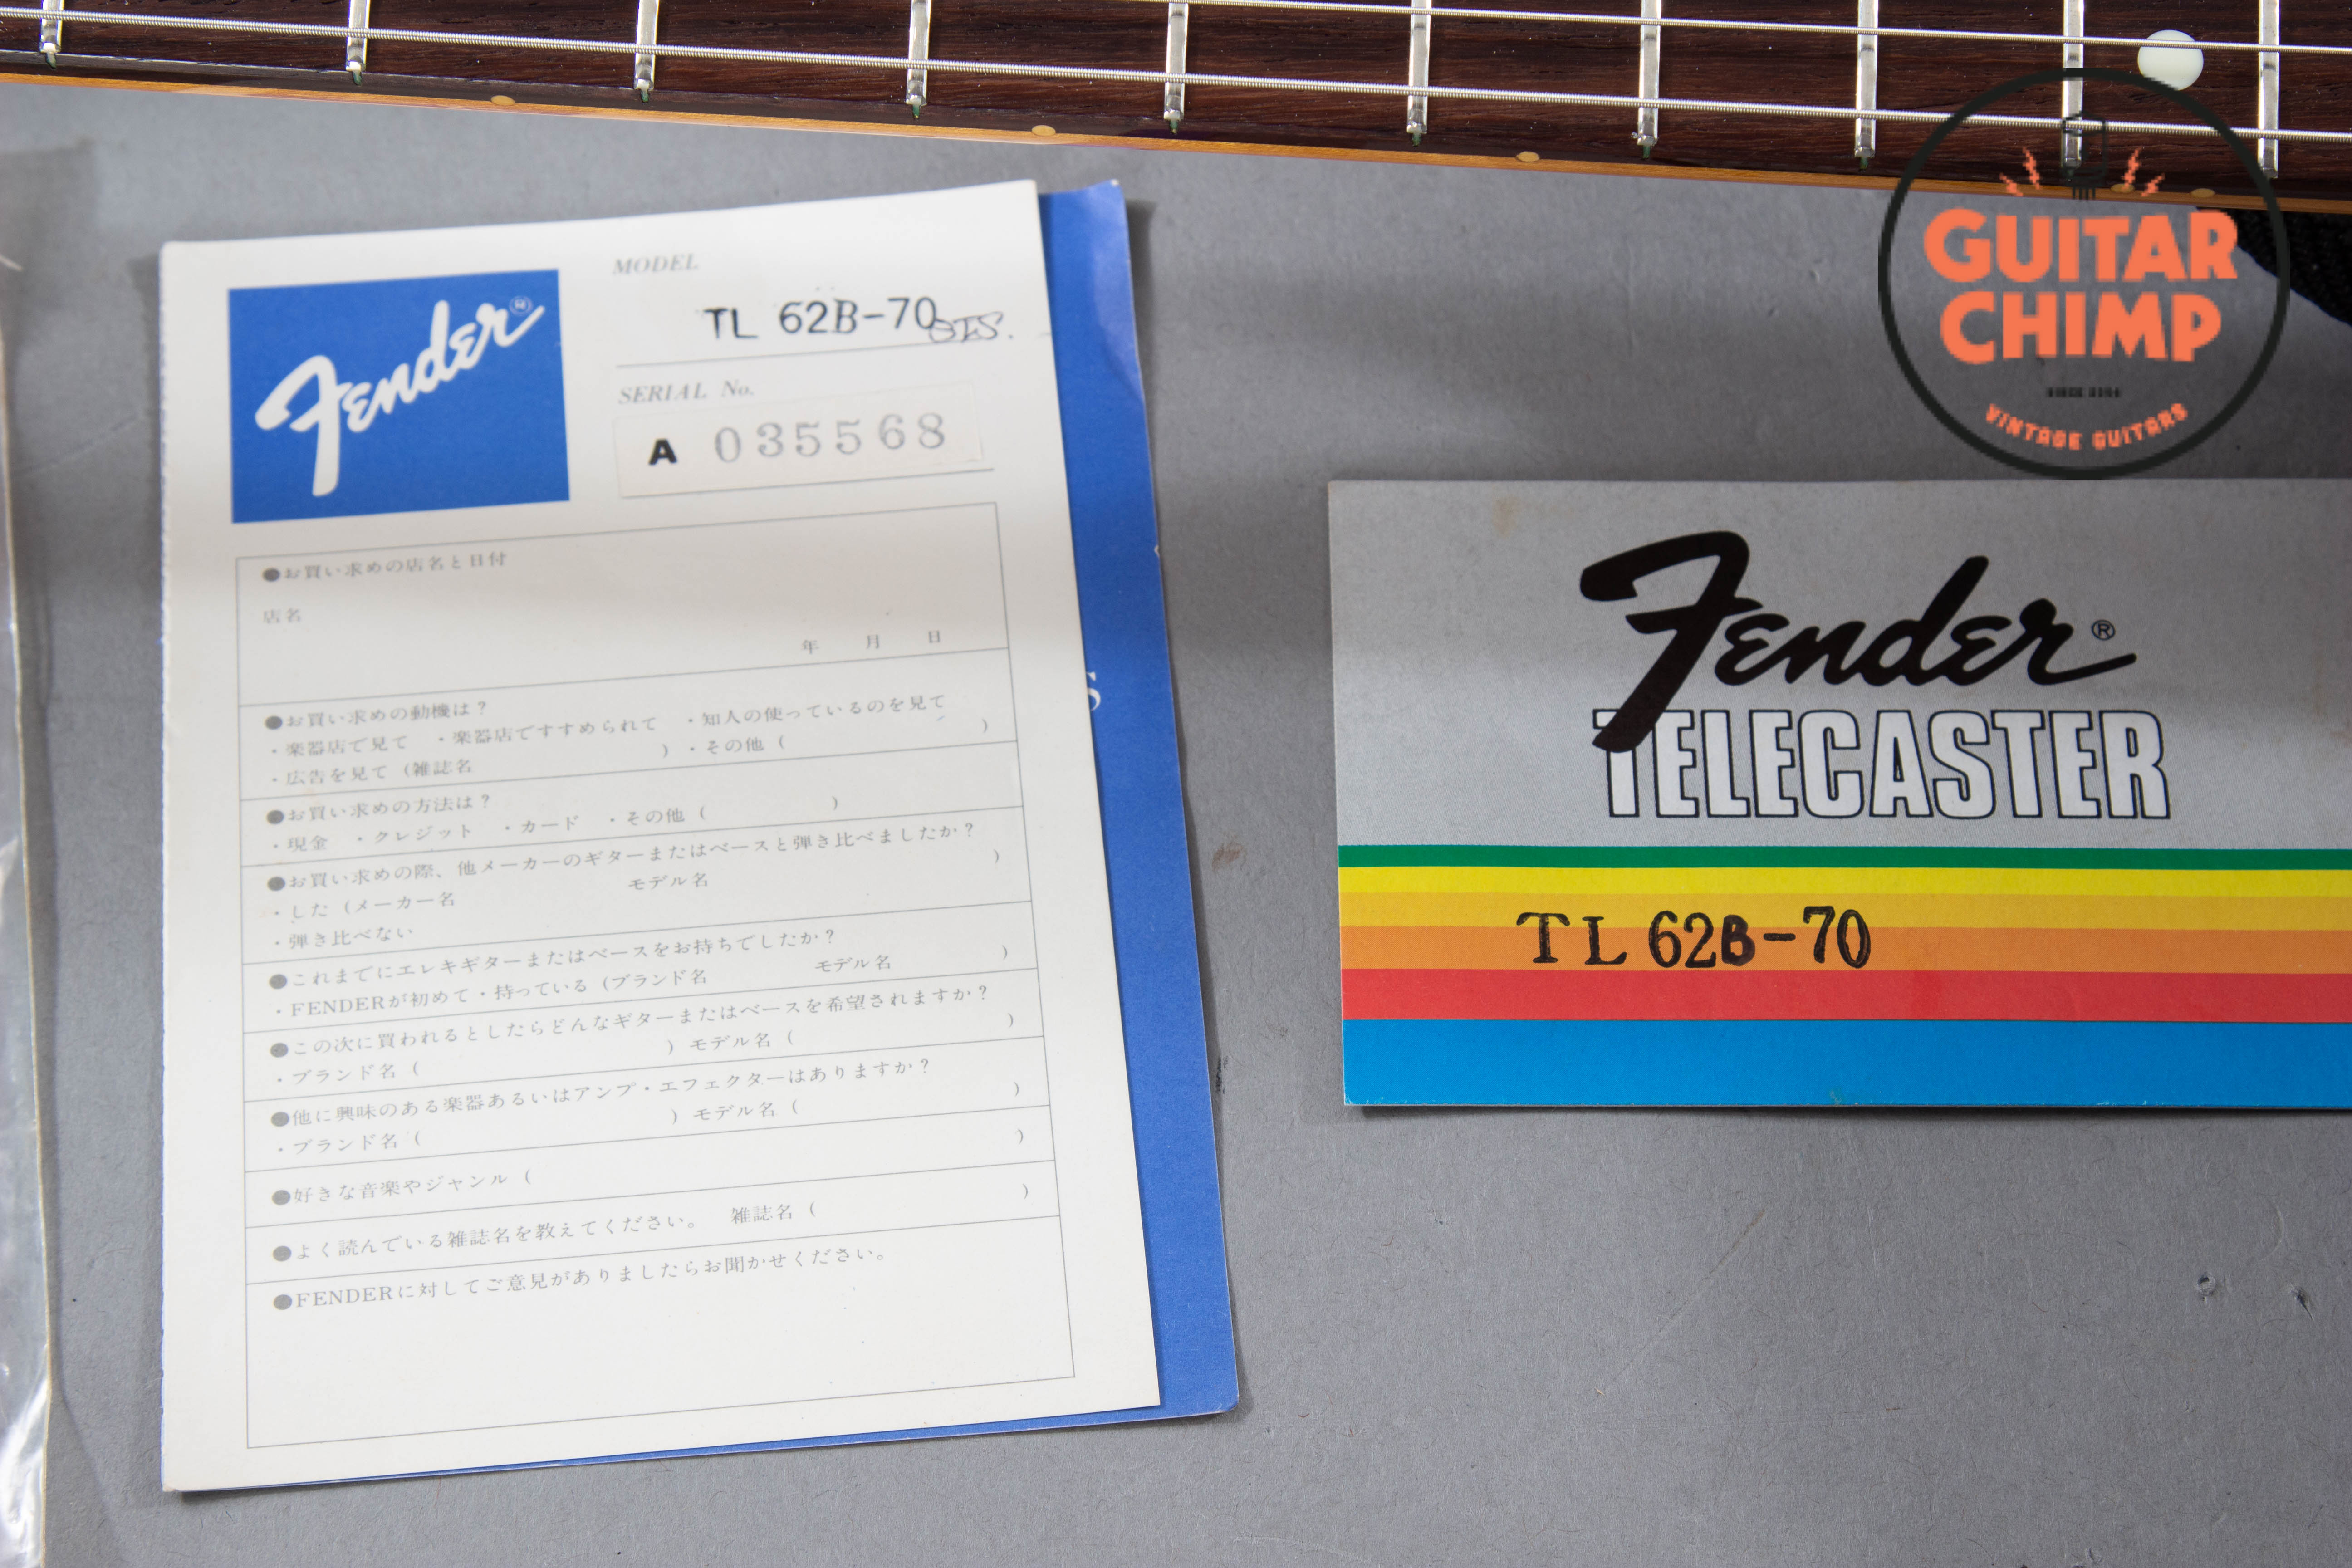 Fender®
MODEL
TL 62B-70
SERIAL No.
A 035568
●お買い求めの店名と日付
店名
年 月 日
●お買い求めの動機は？
・楽器店で見て ・楽器店ですすめられて ・知人の使っているのを見て
・広告を見て（雑誌名 ）・その他（ ）
●お買い求めの方法は？
・現金 ・クレジット ・カード ・その他（ ）
●お買い求めの際、他メーカーのギターまたはベースと弾き比べましたか？
・した（メーカー名 モデル名 ）
・弾き比べない
●これまでにエレキギターまたはベースをお持ちでしたか？
・FENDERが初めて・持っている（ブランド名 モデル名 ）
●この次に買われるとしたらどんなギターまたはベースを希望されますか？
・ブランド名（ ）モデル名（ ）
●他に興味のある楽器あるいはアンプ・エフェクターはありますか？
・ブランド名（ ）モデル名（ ）
●好きな音楽やジャンル（ ）
●よく読んでいる雑誌名を教えてください。 雑誌名（ ）
●FENDERに対してご意見がありましたらお聞かせください。
S
GUITAR
CHIMP
VINTAGE GUITARS
Fender®
TELECASTER
TL 62B-70